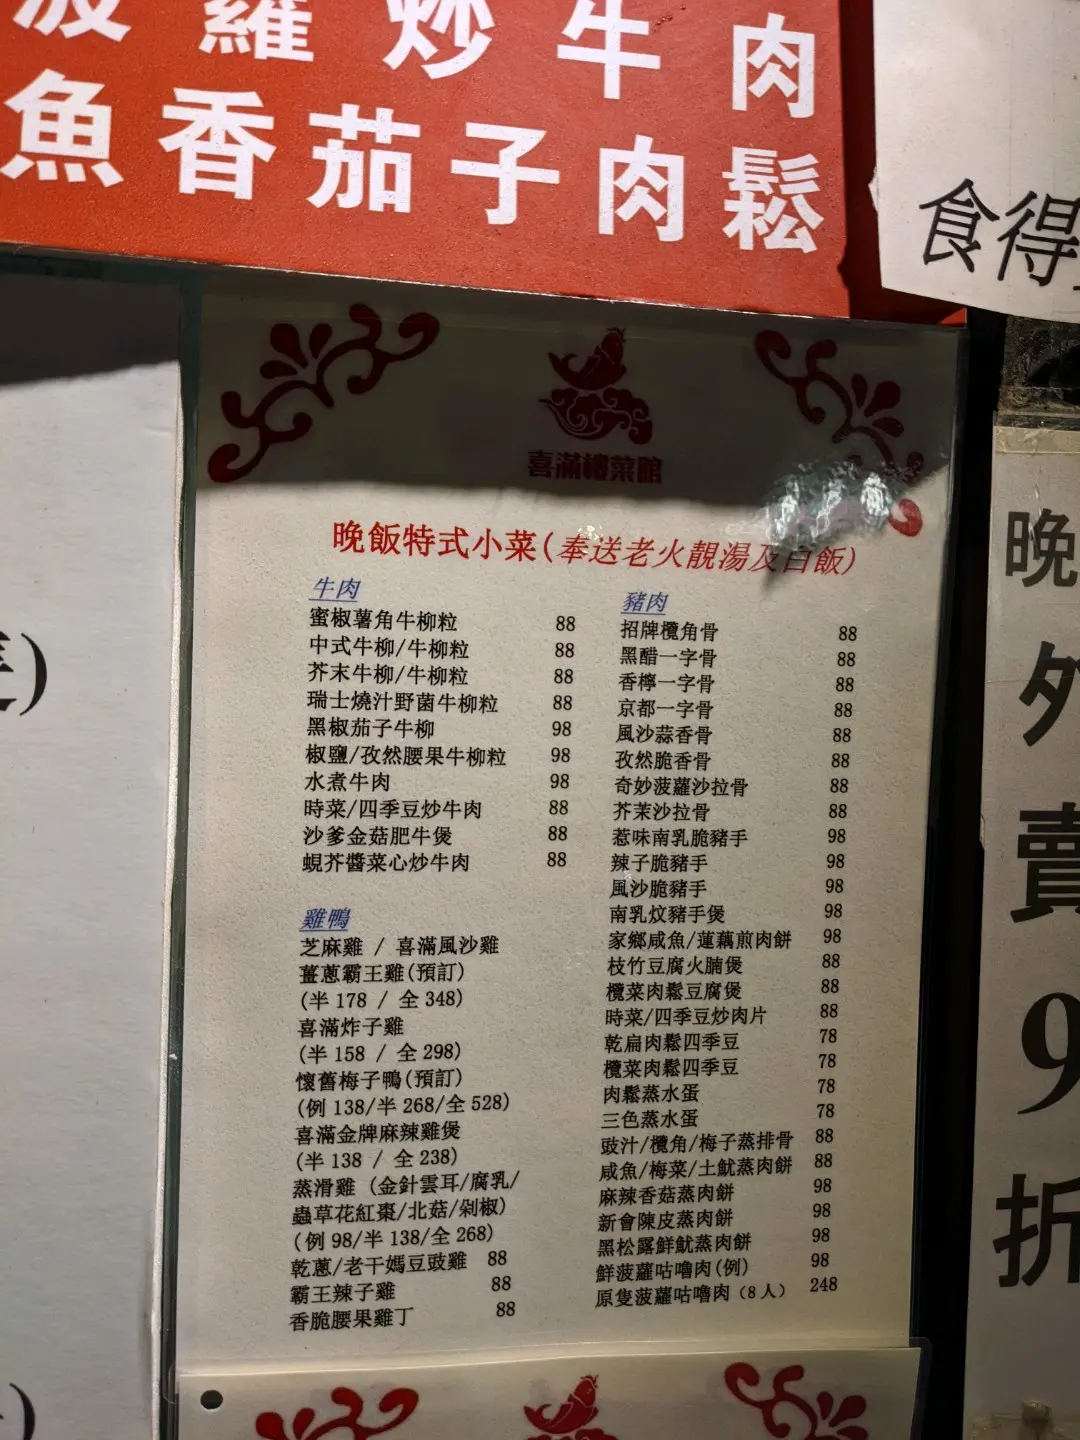 菠蘿炒牛肉
魚香茄子肉鬆
食得
喜滿樓菜館
晚飯特式小菜(奉送老火靚湯及白飯)
牛肉
蜜椒薯角牛柳粒 88
中式牛柳/牛柳粒 88
芥末牛柳/牛柳粒 88
瑞士燒汁野菌牛柳粒 88
黑椒茄子牛柳 98
椒鹽/孜然腰果牛柳粒 98
水煮牛肉 98
時菜/四季豆炒牛肉 88
沙爹金菇肥牛煲 88
蜆芥醬菜心炒牛肉 88
雞鴨
芝麻雞 / 喜滿風沙雞
薑蔥霸王雞(預訂)
(半 178 / 全 348)
喜滿炸子雞
(半 158 / 全 298)
懷舊梅子鴨(預訂)
(例 138/半 268/全 528)
喜滿金牌麻辣雞煲
(半 138 / 全 238)
蒸滑雞 (金針雲耳/腐乳/
蟲草花紅棗/北菇/剁椒)
(例 98/半 138/全 268)
乾蔥/老干媽豆豉雞 88
霸王辣子雞 88
香脆腰果雞丁 88
豬肉
招牌欖角骨 88
黑醋一字骨 88
香檸一字骨 88
京都一字骨 88
風沙蒜香骨 88
孜然脆香骨 88
奇妙菠蘿沙拉骨 88
芥茉沙拉骨 88
惹味南乳脆豬手 98
辣子脆豬手 98
風沙脆豬手 98
南乳炆豬手煲 98
家鄉咸魚/蓮藕煎肉餅 98
枝竹豆腐火腩煲 88
欖菜肉鬆豆腐煲 88
時菜/四季豆炒肉片 88
乾扁肉鬆四季豆 78
欖菜肉鬆四季豆 78
肉鬆蒸水蛋 78
三色蒸水蛋 78
豉汁/欖角/梅子蒸排骨 88
咸魚/梅菜/土魷蒸肉餅 88
麻辣香菇蒸肉餅 98
新會陳皮蒸肉餅 98
黑松露鮮魷蒸肉餅 98
鮮菠蘿咕嚕肉(例) 98
原隻菠蘿咕嚕肉(8人) 248
晚
外
賣
9
折